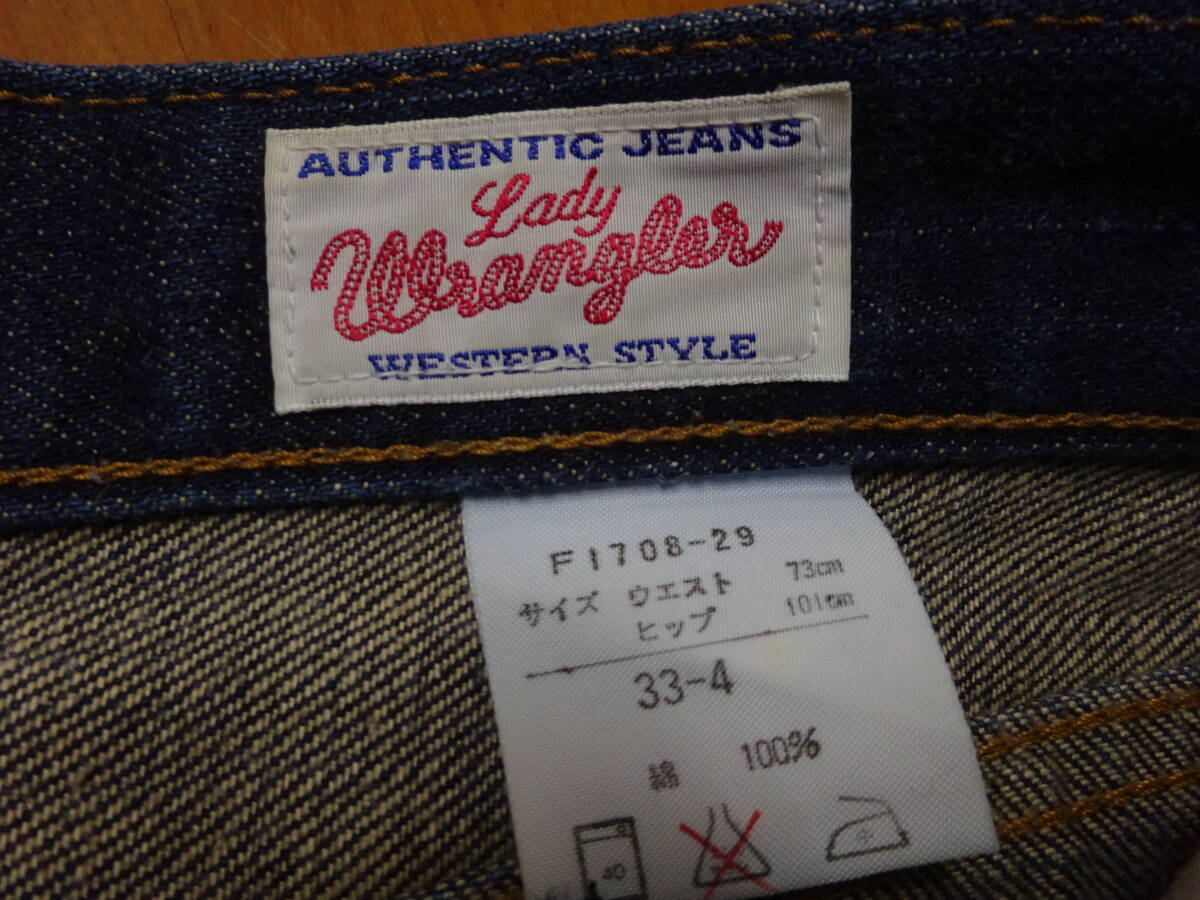 AUTHENTIC JEANS
Lady
Wrangler
WESTERN STYLE
F1708-29
サイズ ウエスト 73cm
ヒップ 101cm
33-4
綿 100%
40